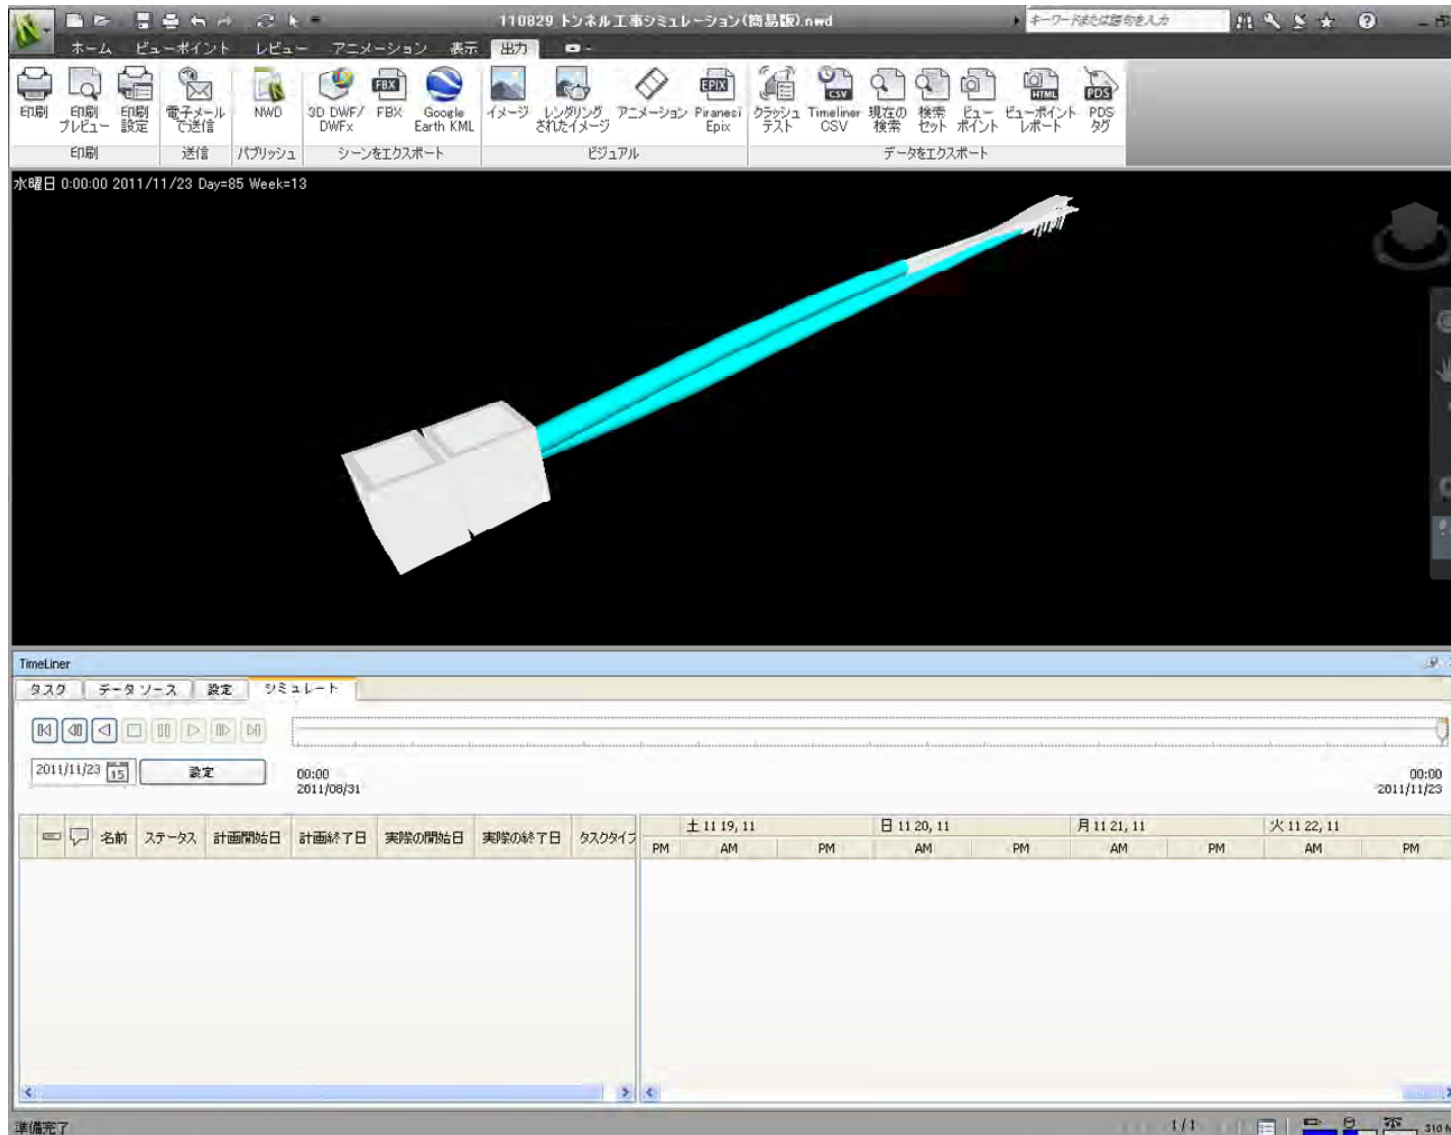 110829 トンネル工事シミュレーション(簡易版).nwd
キーワードまたは語句を入力
ホーム ビューポイント レビュー アニメーション 表示 出力
印刷
印刷 プレビュー
印刷 設定
電子メール で送信
NWD
3D DWF/ DWFx
FBX
Google Earth KML
イメージ
レンダリング されたイメージ
アニメーション
Piranesi Epix
クラッシュ テスト
Timeliner CSV
現在の 検索
検索 セット
ビュー ポイント
ビューポイント レポート
PDS タグ
印刷 送信 パブリッシュ シーンをエクスポート ビジュアル データをエクスポート
水曜日 0:00:00 2011/11/23 Day=85 Week=13
TimeLiner
タスク データ ソース 設定 シミュレート
2011/11/23 15 設定
00:00
2011/08/31
00:00
2011/11/23
名前 ステータス 計画開始日 計画終了日 実際の開始日 実際の終了日 タスクタイプ
土 11 19, 11 日 11 20, 11 月 11 21, 11 火 11 22, 11
PM AM PM AM PM AM PM AM PM
準備完了
1/1